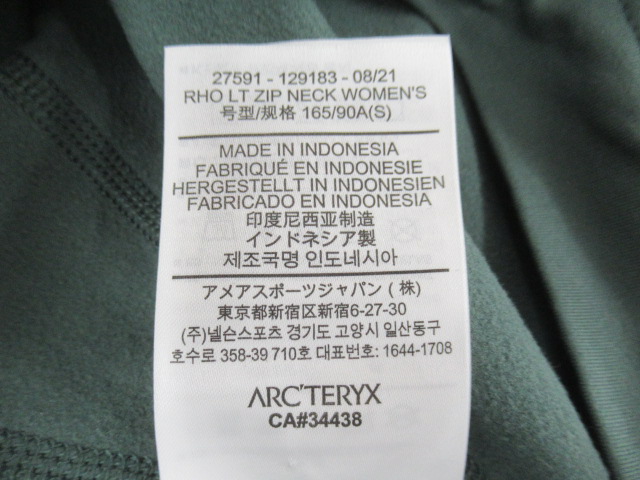 27591 - 129183 - 08/21
RHO LT ZIP NECK WOMEN'S
号型/规格 165/90A(S)
MADE IN INDONESIA
FABRIQUÉ EN INDONESIE
HERGESTELLT IN INDONESIEN
FABRICADO EN INDONESIA
印度尼西亚制造
インドネシア製
제조국명 인도네시아
アメアスポーツジャパン (株)
東京都新宿区新宿6-27-30
(주)넬슨스포츠 경기도 고양시 일산동구
호수로 358-39 710호 대표번호: 1644-1708
ARC'TERYX
CA#34438